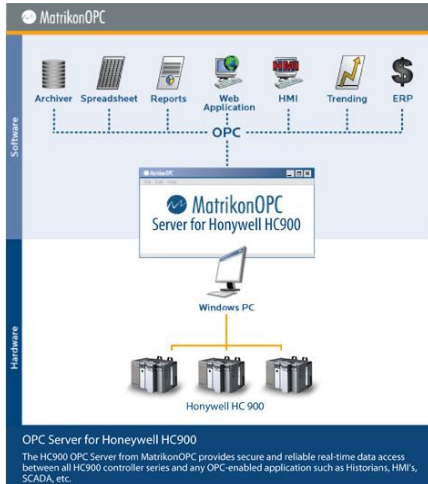 MatrikonOPC
Software
Archiver Spreadsheet Reports Web Application HMI Trending ERP
HMI
OPC
MatrikonOPC
MatrikonOPC
Server for Honywell HC900
Windows PC
Hardware
Honywell HC 900
OPC Server for Honeywell HC900
The HC900 OPC Server from MatrikonOPC provides secure and reliable real-time data access
between all HC900 controller series and any OPC-enabled application such as Historians, HMI's,
SCADA, etc.